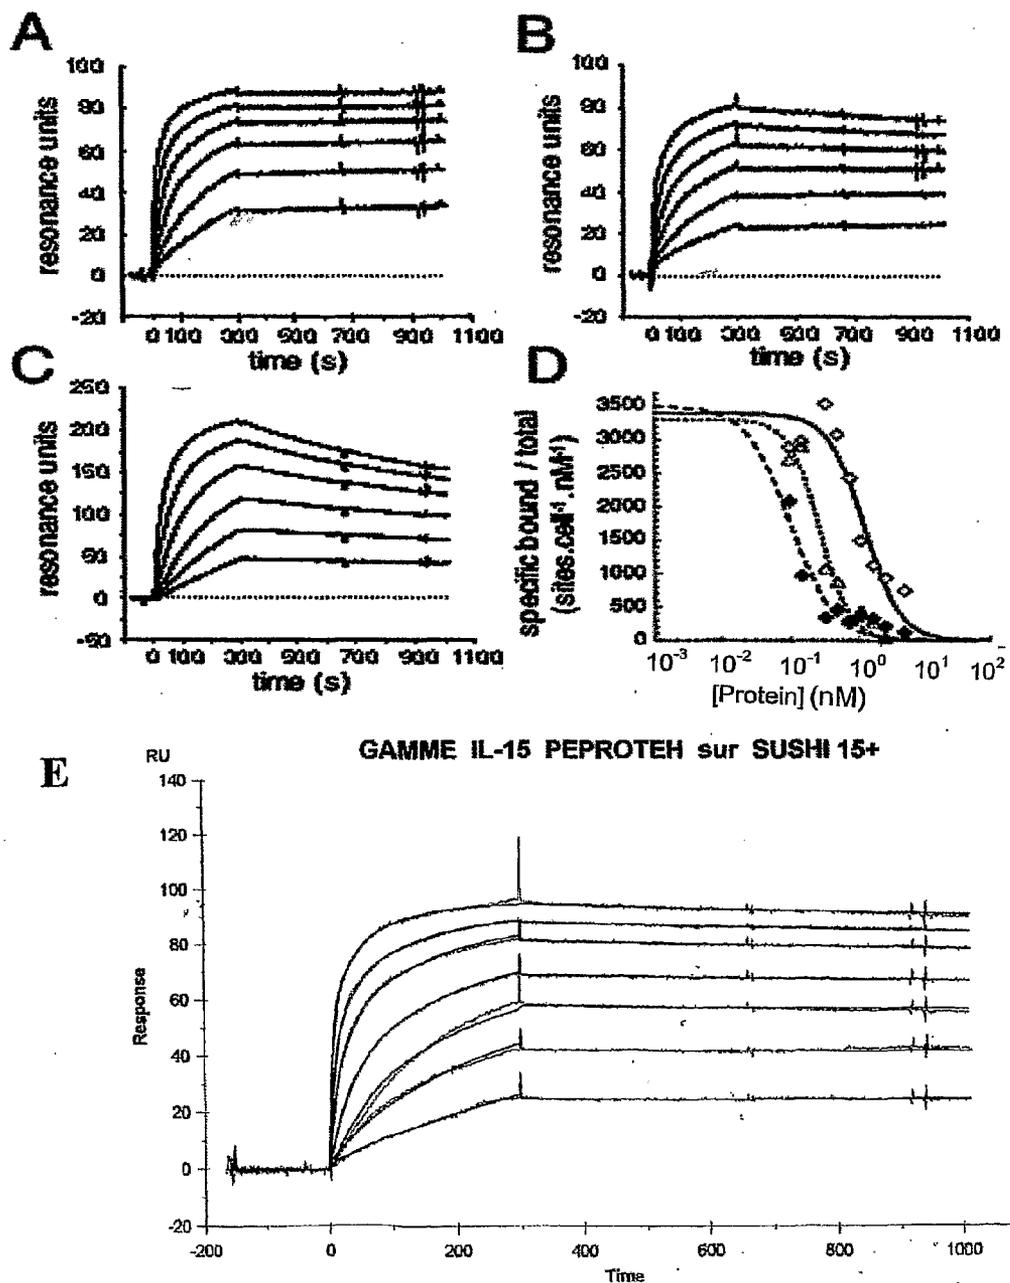 A
resonance units
100
80
60
40
20
0
-20
0 100 300 500 700 900 1100
time (s)
B
resonance units
100
80
60
40
20
0
-20
0 100 300 500 700 900 1100
time (s)
C
resonance units
250
200
150
100
50
0
-50
0 100 300 500 700 900 1100
time (s)
D
specific bound / total
(sites.cell-1.nM-1)
3500
3000
2500
2000
1500
1000
500
0
10-3 10-2 10-1 100 101 102
[Protein] (nM)
E
RU
GAMME IL-15 PEPROTEH sur SUSHI 15+
Response
140
120
100
80
60
40
20
0
-20
-200 0 200 400 600 800 1000
Time